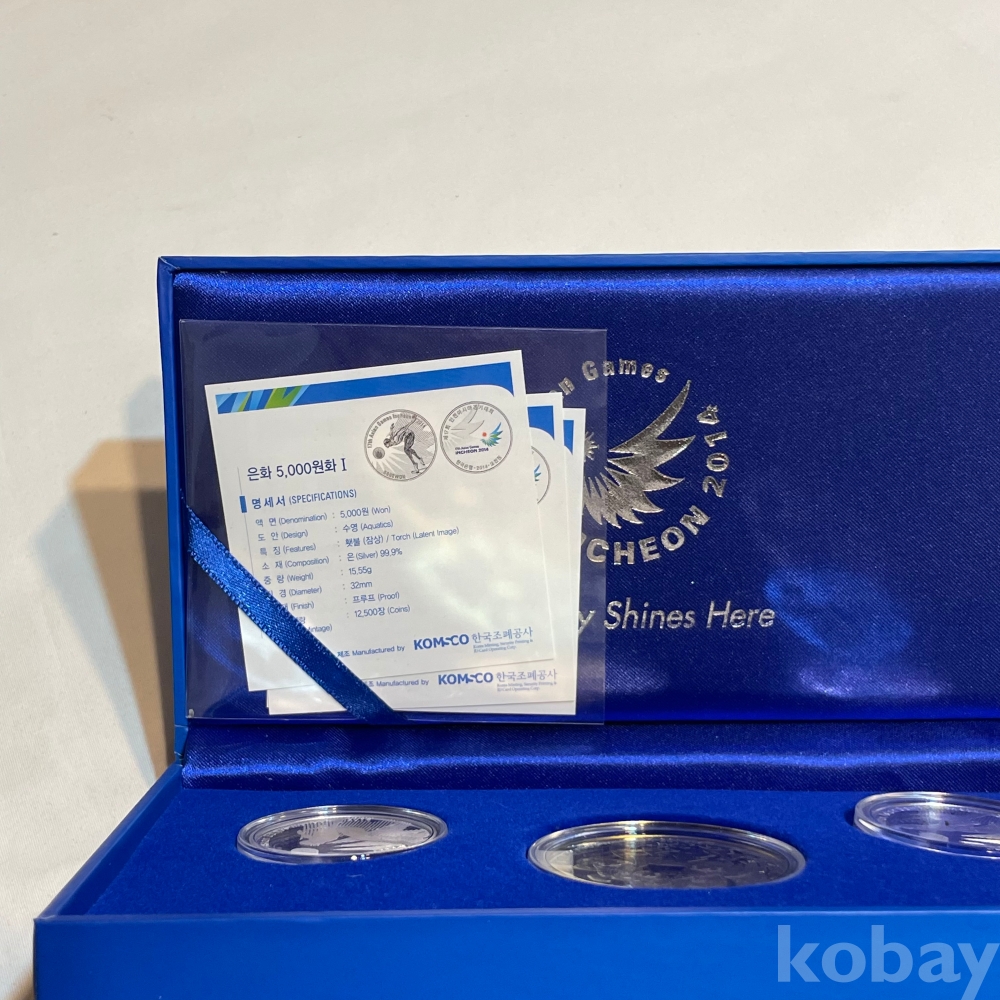 Games
INCHEON 2014
Shines Here
은화 5,000원화 I
명세서 (SPECIFICATIONS)
액 면 (Denomination) : 5,000원 (Won)
도 안 (Design) : 수영 (Aquatics)
특 징 (Features) : 횃불 (잠상) / Torch (Latent Image)
소 재 (Composition) : 은 (Silver) 99.9%
중 량 (Weight) : 15.55g
경 (Diameter) : 32mm
(Finish) : 프루프 (Proof)
: 12,500장 (Coins)
제조 Manufactured by KOMSCO 한국조폐공사
Manufactured by KOMSCO 한국조폐공사
kobay